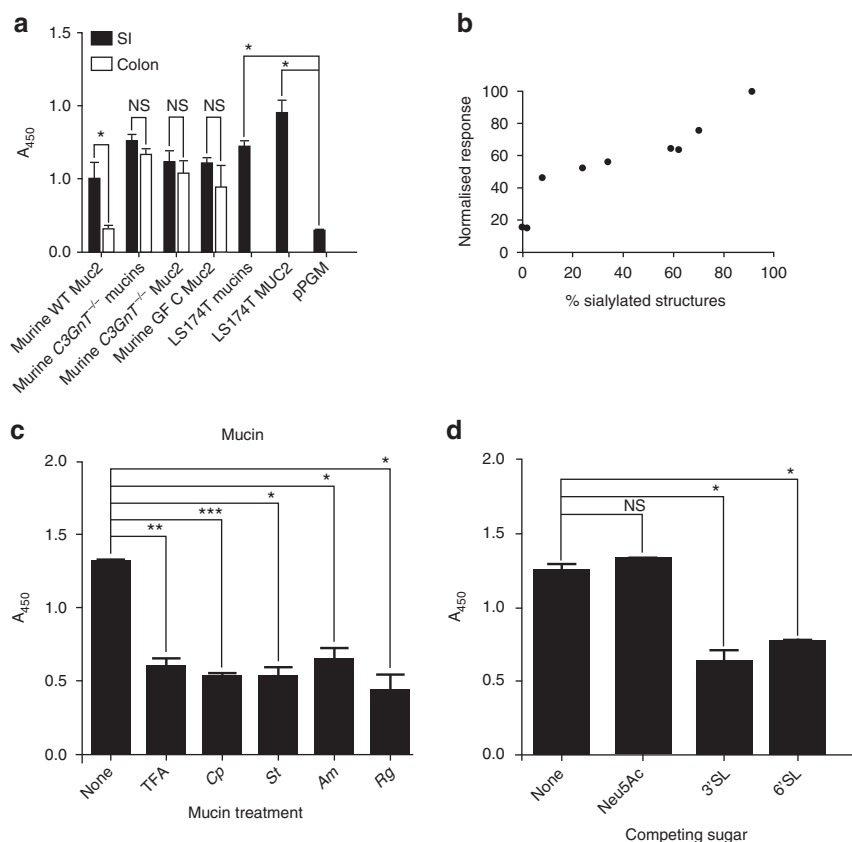 a
SI
Colon
1.5
1.0
1.0
0.0
A450
*
NS
NS
NS
*
*
Murine WT Muc2
Murine C3GnT–/– mucins
Murine C3GnT–/– Muc2
Murine GF C Muc2
LS174T mucins
LS174T MUC2
pPGM
b
100
80
60
40
20
0
Normalised response
0 20 40 60 80 100
% sialylated structures
c
Mucin
2.0
1.5
1.0
0.5
0.0
A450
*
*
*
***
**
None
TFA
Cp
St
Am
Rg
Mucin treatment
d
2.0
1.5
1.0
0.5
0.0
A450
*
*
NS
None
Neu5Ac
3'SL
6'SL
Competing sugar